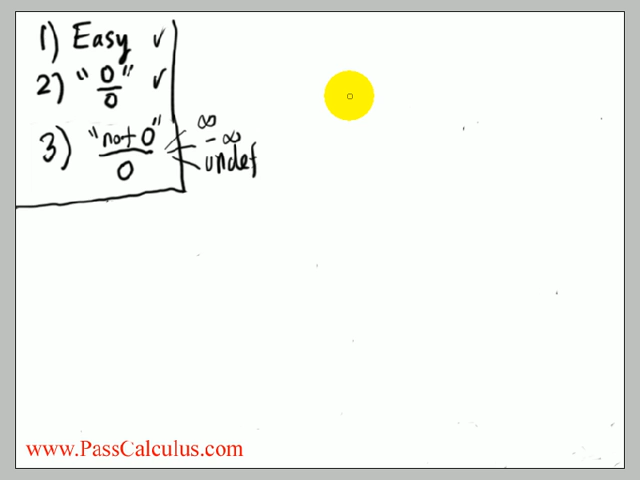 1) Easy ✓
2) "0/0" ✓
3) "not 0"/0
∞
- ∞
undef
www.PassCalculus.com